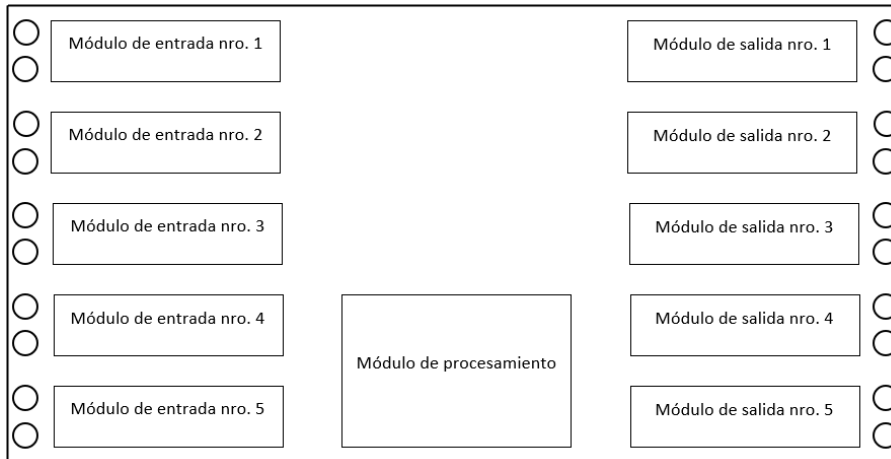 Módulo de entrada nro. 1
Módulo de salida nro. 1
Módulo de entrada nro. 2
Módulo de salida nro. 2
Módulo de entrada nro. 3
Módulo de salida nro. 3
Módulo de entrada nro. 4
Módulo de salida nro. 4
Módulo de procesamiento
Módulo de entrada nro. 5
Módulo de salida nro. 5